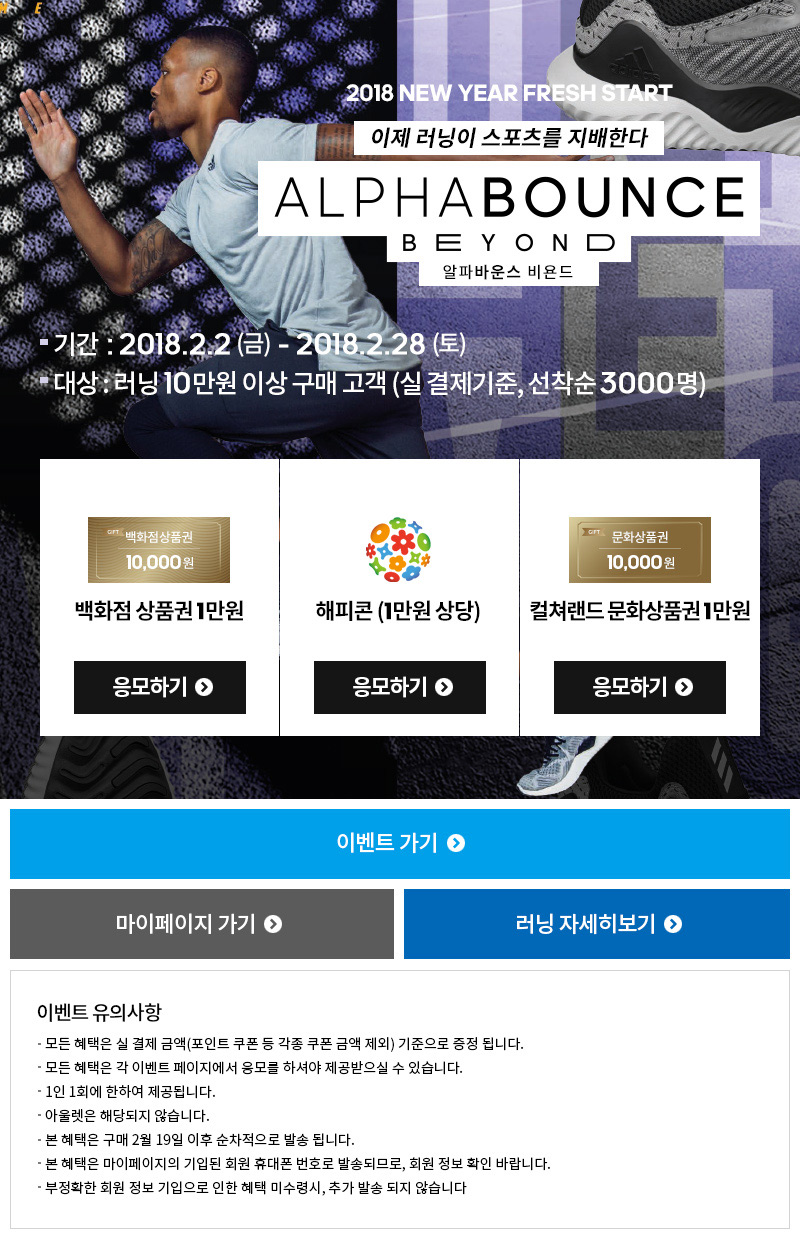 2018 NEW YEAR FRESH START
이제 러닝이 스포츠를 지배한다
ALPHABOUNCE
BEYOND
알파바운스 비욘드
기간 : 2018.2.2 (금) - 2018.2.28 (토)
대상 : 러닝 10만원 이상 구매 고객 (실 결제기준, 선착순 3000명)
GIFT 백화점상품권
10,000원
백화점 상품권 1만원
응모하기
해피콘 (1만원 상당)
응모하기
GIFT 문화상품권
10,000원
컬쳐랜드 문화상품권 1만원
응모하기
이벤트 가기
마이페이지 가기
러닝 자세히보기
이벤트 유의사항
- 모든 혜택은 실 결제 금액(포인트 쿠폰 등 각종 쿠폰 금액 제외) 기준으로 증정 됩니다.
- 모든 혜택은 각 이벤트 페이지에서 응모를 하셔야 제공받으실 수 있습니다.
- 1인 1회에 한하여 제공됩니다.
- 아울렛은 해당되지 않습니다.
- 본 혜택은 구매 2월 19일 이후 순차적으로 발송 됩니다.
- 본 혜택은 마이페이지의 기입된 회원 휴대폰 번호로 발송되므로, 회원 정보 확인 바랍니다.
- 부정확한 회원 정보 기입으로 인한 혜택 미수령시, 추가 발송 되지 않습니다